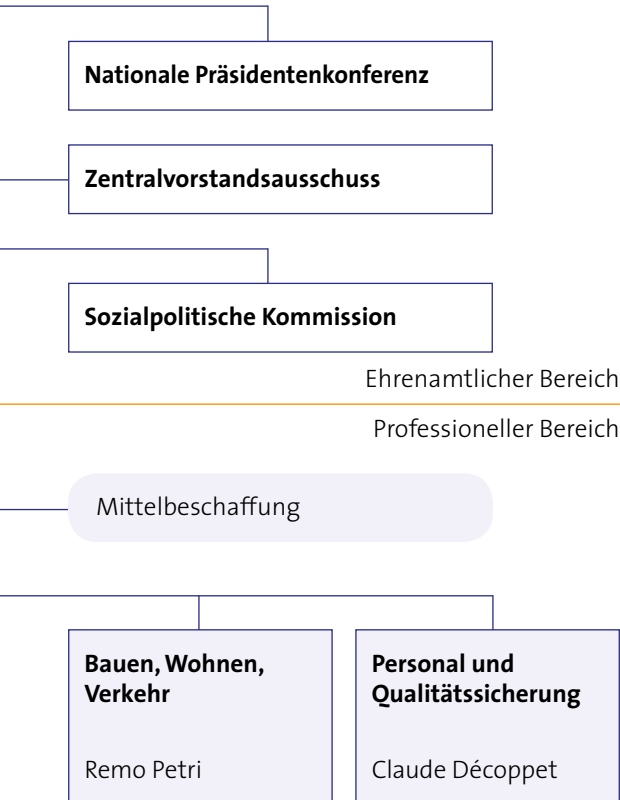 Nationale Präsidentenkonferenz
Zentralvorstandsausschuss
Sozialpolitische Kommission
Ehrenamtlicher Bereich
Professioneller Bereich
Mittelbeschaffung
Bauen, Wohnen,
Verkehr
Remo Petri
Personal und
Qualitätssicherung
Claude Décoppet